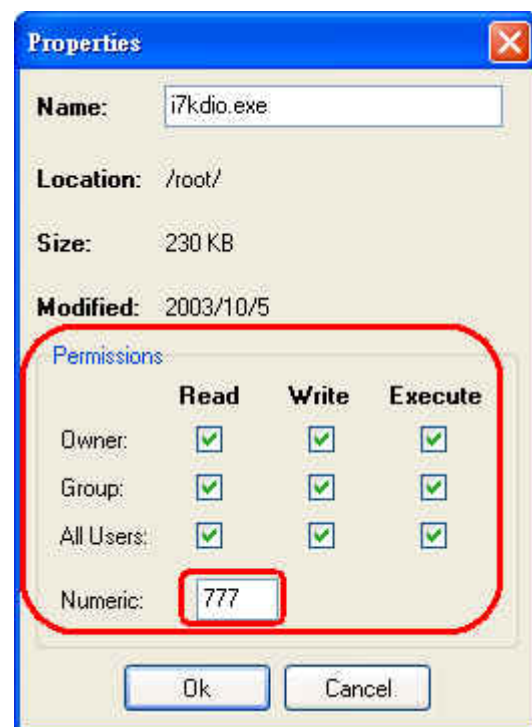 Properties
Name: i7kdio.exe
Location: /root/
Size: 230 KB
Modified: 2003/10/5
Permissions
Read Write Execute
Owner:
Group:
All Users:
Numeric: 777
Ok Cancel